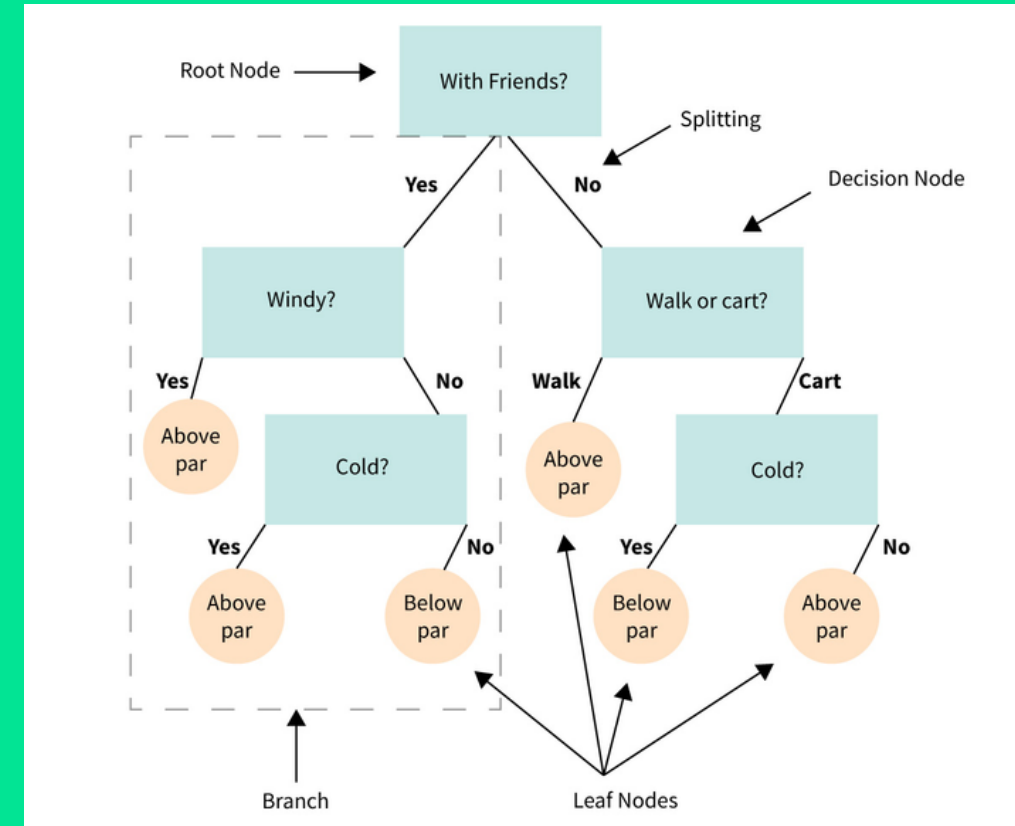 With Friends?
Root Node
Splitting
Decision Node
Yes
No
Windy?
Walk or cart?
Yes
No
Walk
Cart
Above
par
Cold?
Above
par
Cold?
Yes
No
Yes
No
Above
par
Below
par
Below
par
Above
par
Branch
Leaf Nodes